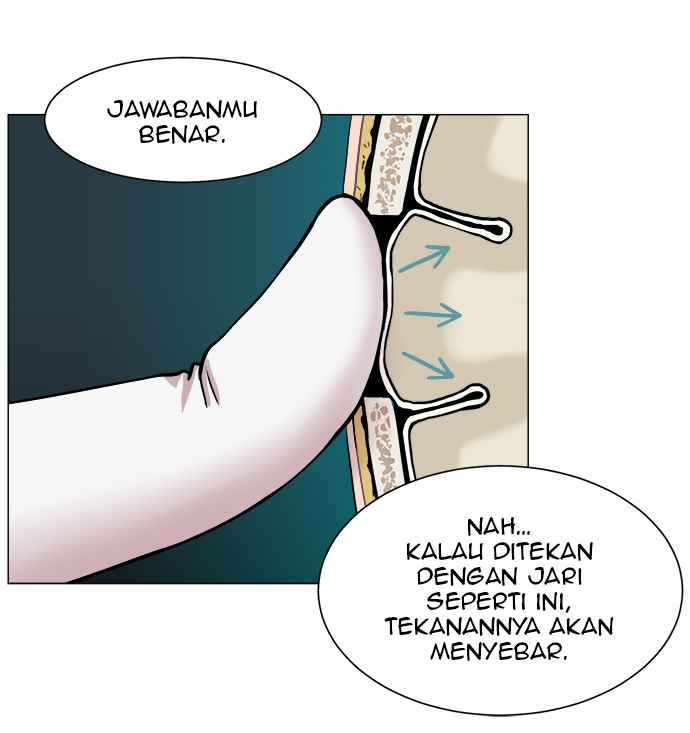 JAWABANMU
BENAR.
NAH...
KALAU DITEKAN
DENGAN JARI
SEPERTI INI,
TEKANANNYA AKAN
MENYEBAR.